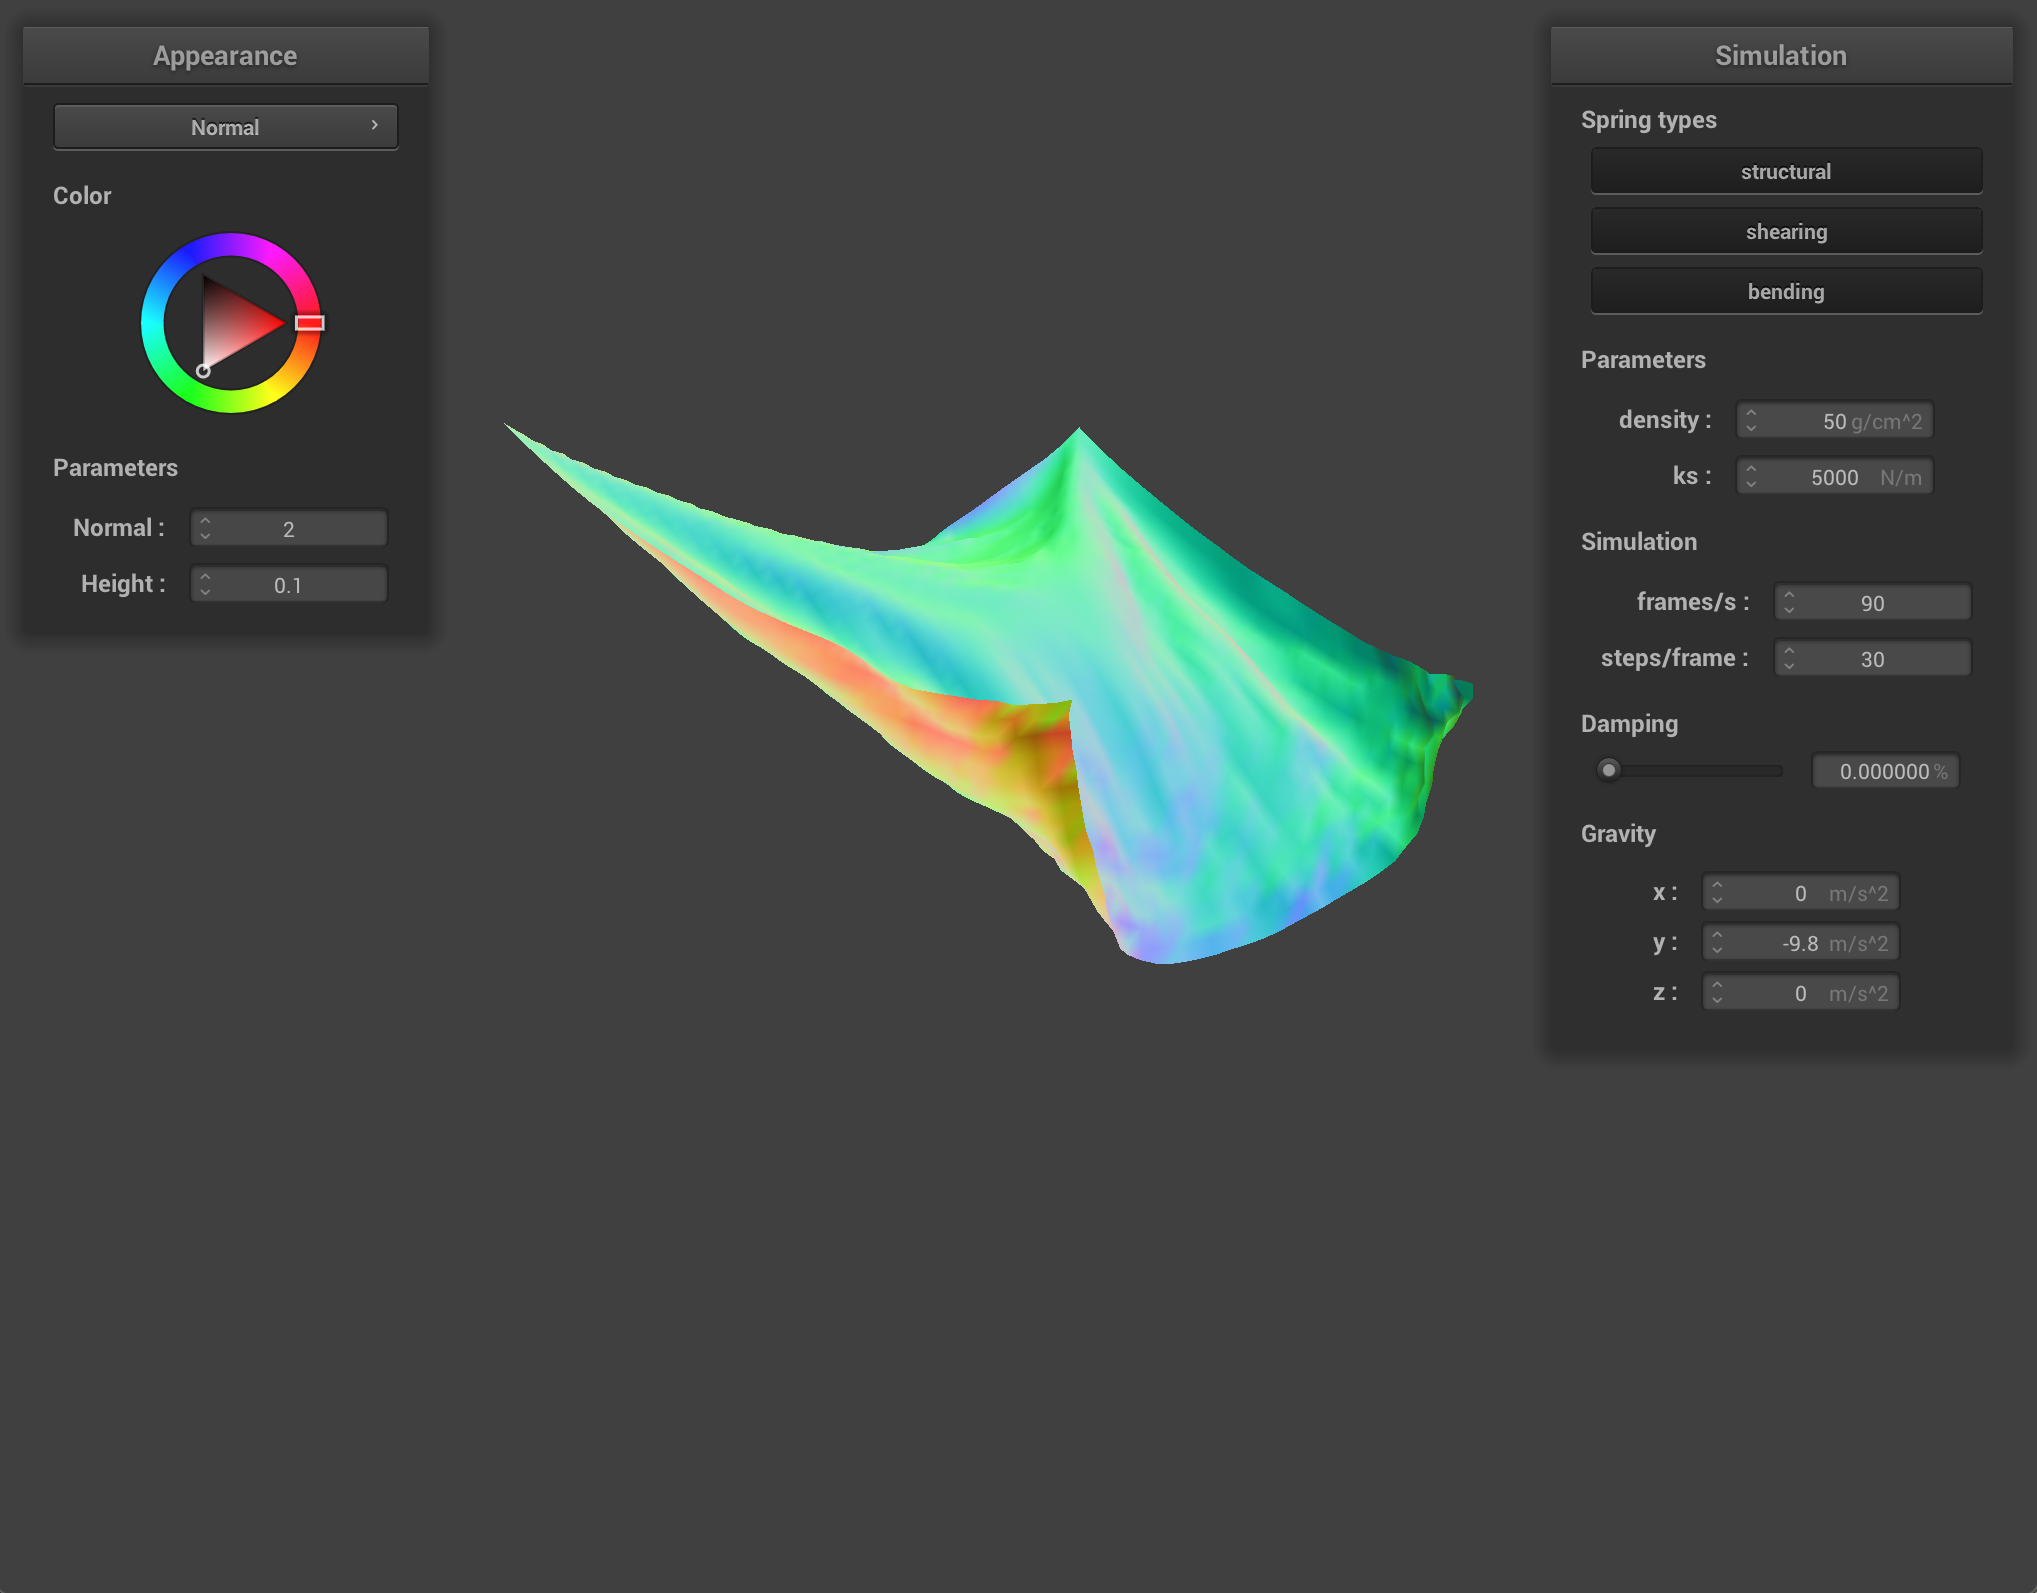 Appearance
Normal
Color
Parameters
Normal : 2
Height : 0.1
Simulation
Spring types
structural
shearing
bending
Parameters
density : 50 g/cm^2
ks : 5000 N/m
Simulation
frames/s : 90
steps/frame : 30
Damping
0.000000 %
Gravity
x : 0 m/s^2
y : -9.8 m/s^2
z : 0 m/s^2